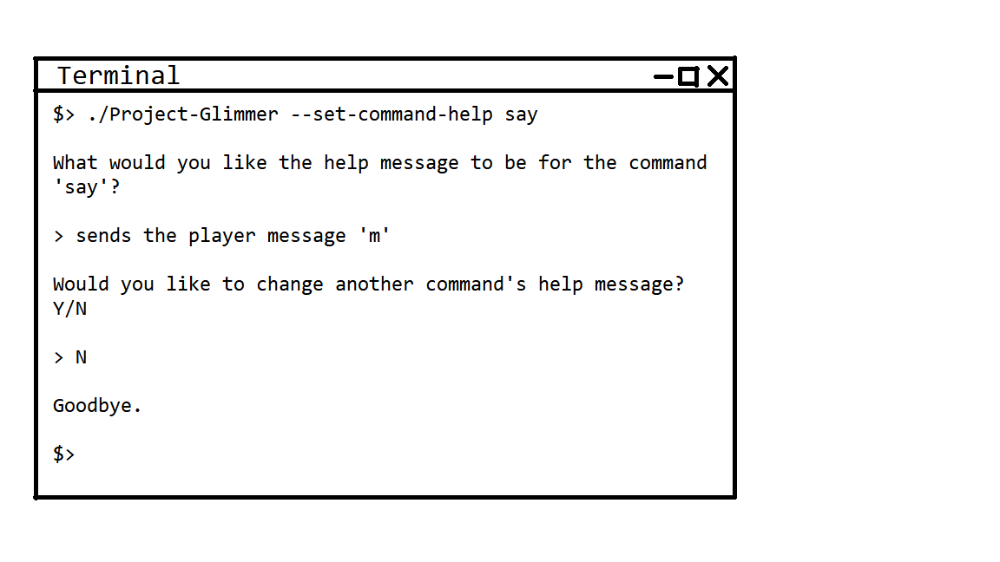 Terminal
$> ./Project-Glimmer --set-command-help say
What would you like the help message to be for the command
'say'?
> sends the player message 'm'
Would you like to change another command's help message?
Y/N
> N
Goodbye.
$>